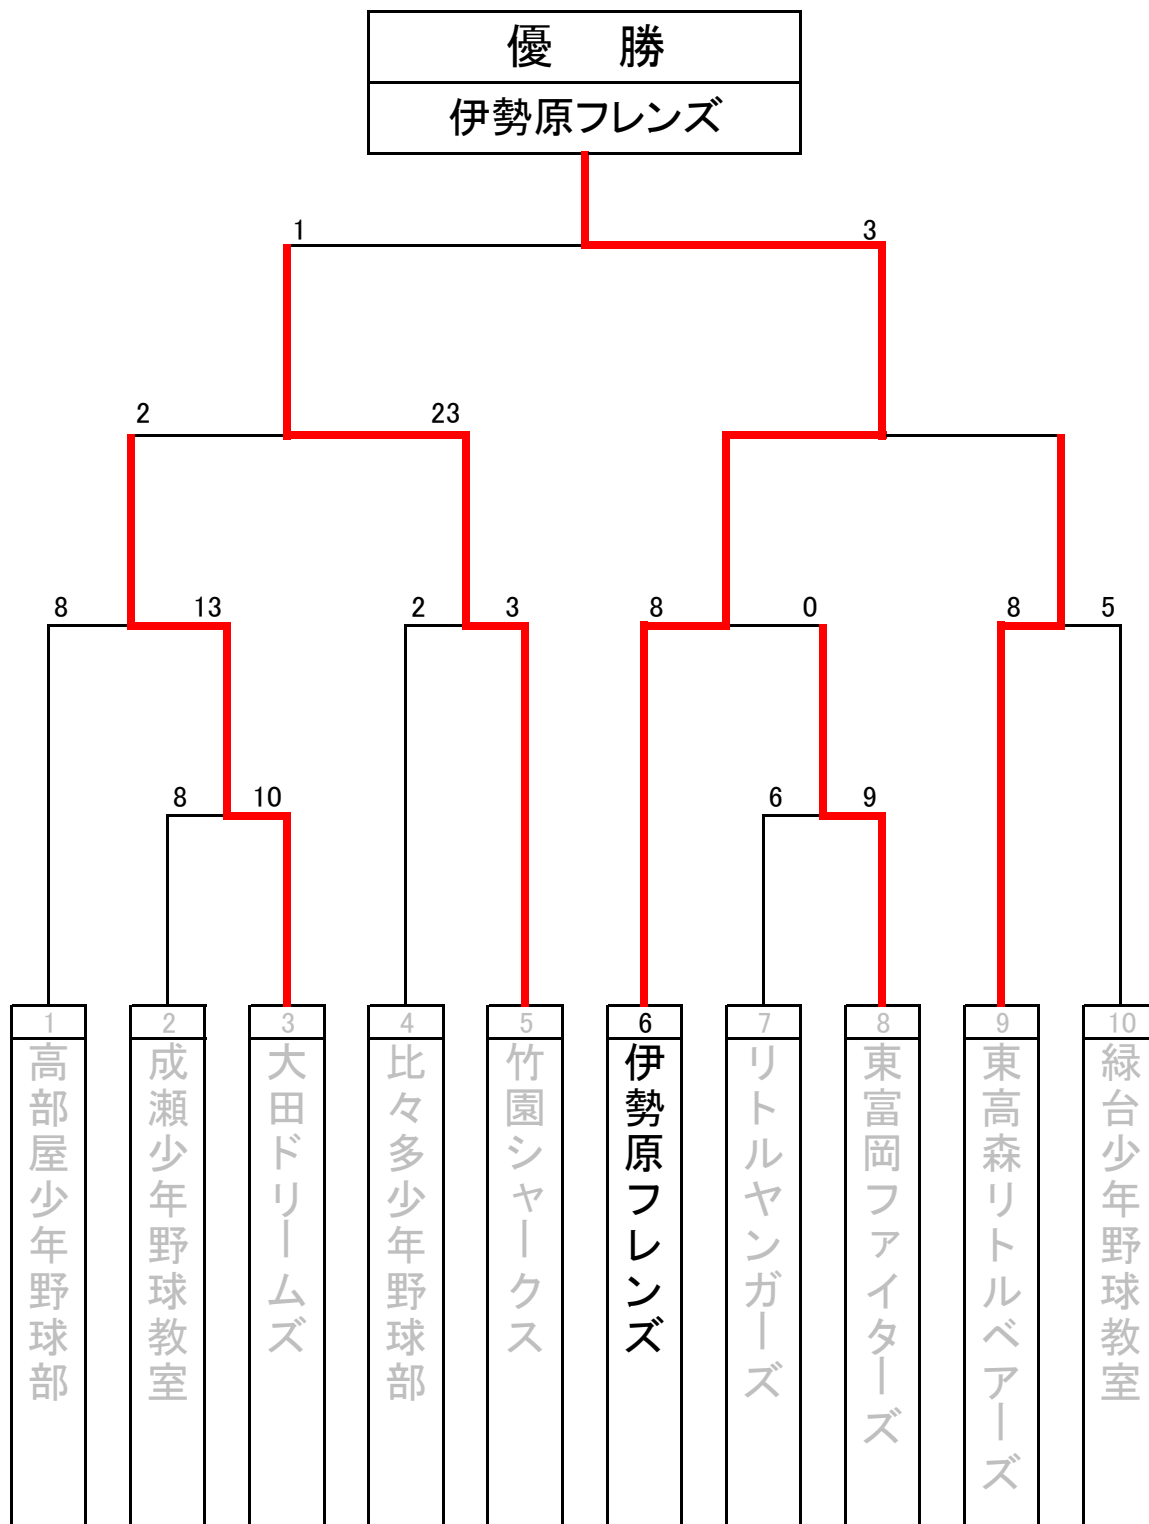 優 勝
伊勢原フレンズ
1 3
2 23
8 13 2 3 8 0 8 5
8 10 6 9
1 2 3 4 5 6 7 8 9 10
高部屋少年野球部
成瀬少年野球教室
大田ドリームズ
比々多少年野球部
竹園シャークス
伊勢原フレンズ
リトルヤンガーズ
東富岡ファイターズ
東高森リトルベアーズ
緑台少年野球教室